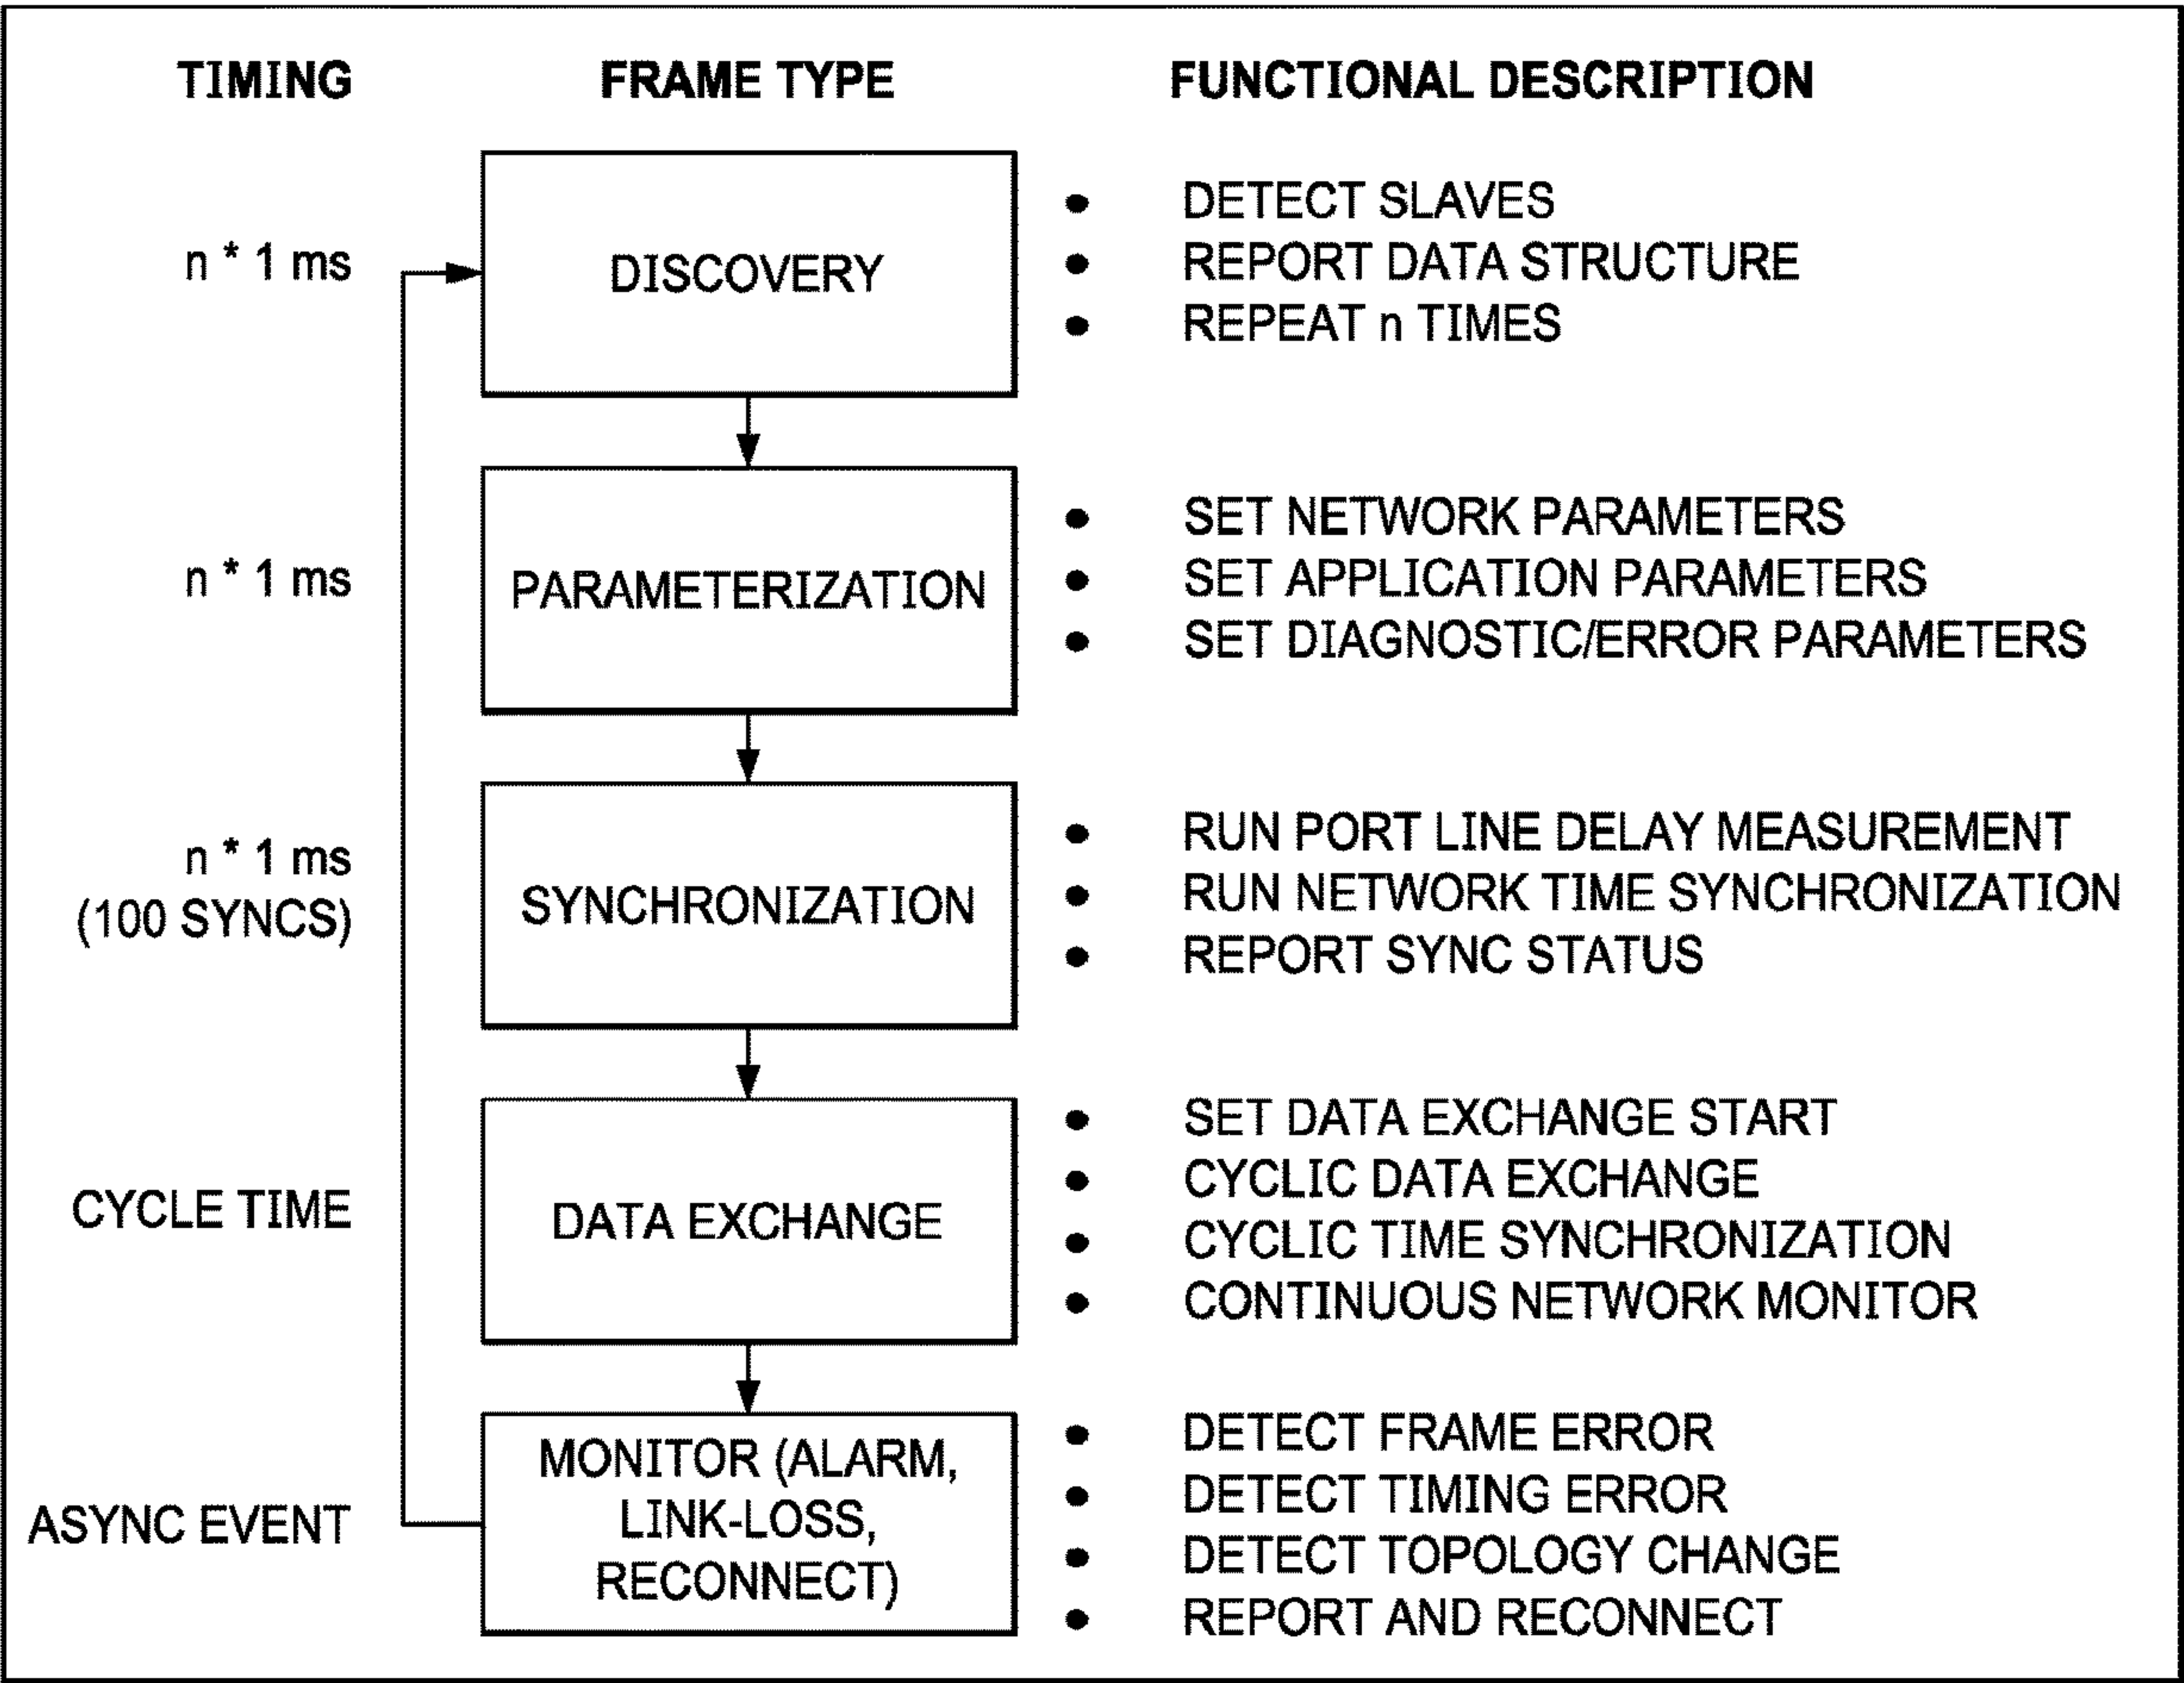 TIMING FRAME TYPE FUNCTIONAL DESCRIPTION
n * 1 ms
DISCOVERY
• DETECT SLAVES
• REPORT DATA STRUCTURE
• REPEAT n TIMES
n * 1 ms
PARAMETERIZATION
• SET NETWORK PARAMETERS
• SET APPLICATION PARAMETERS
• SET DIAGNOSTIC/ERROR PARAMETERS
n * 1 ms
(100 SYNCS)
SYNCHRONIZATION
• RUN PORT LINE DELAY MEASUREMENT
• RUN NETWORK TIME SYNCHRONIZATION
• REPORT SYNC STATUS
CYCLE TIME
DATA EXCHANGE
• SET DATA EXCHANGE START
• CYCLIC DATA EXCHANGE
• CYCLIC TIME SYNCHRONIZATION
• CONTINUOUS NETWORK MONITOR
ASYNC EVENT
MONITOR (ALARM,
LINK-LOSS,
RECONNECT)
• DETECT FRAME ERROR
• DETECT TIMING ERROR
• DETECT TOPOLOGY CHANGE
• REPORT AND RECONNECT